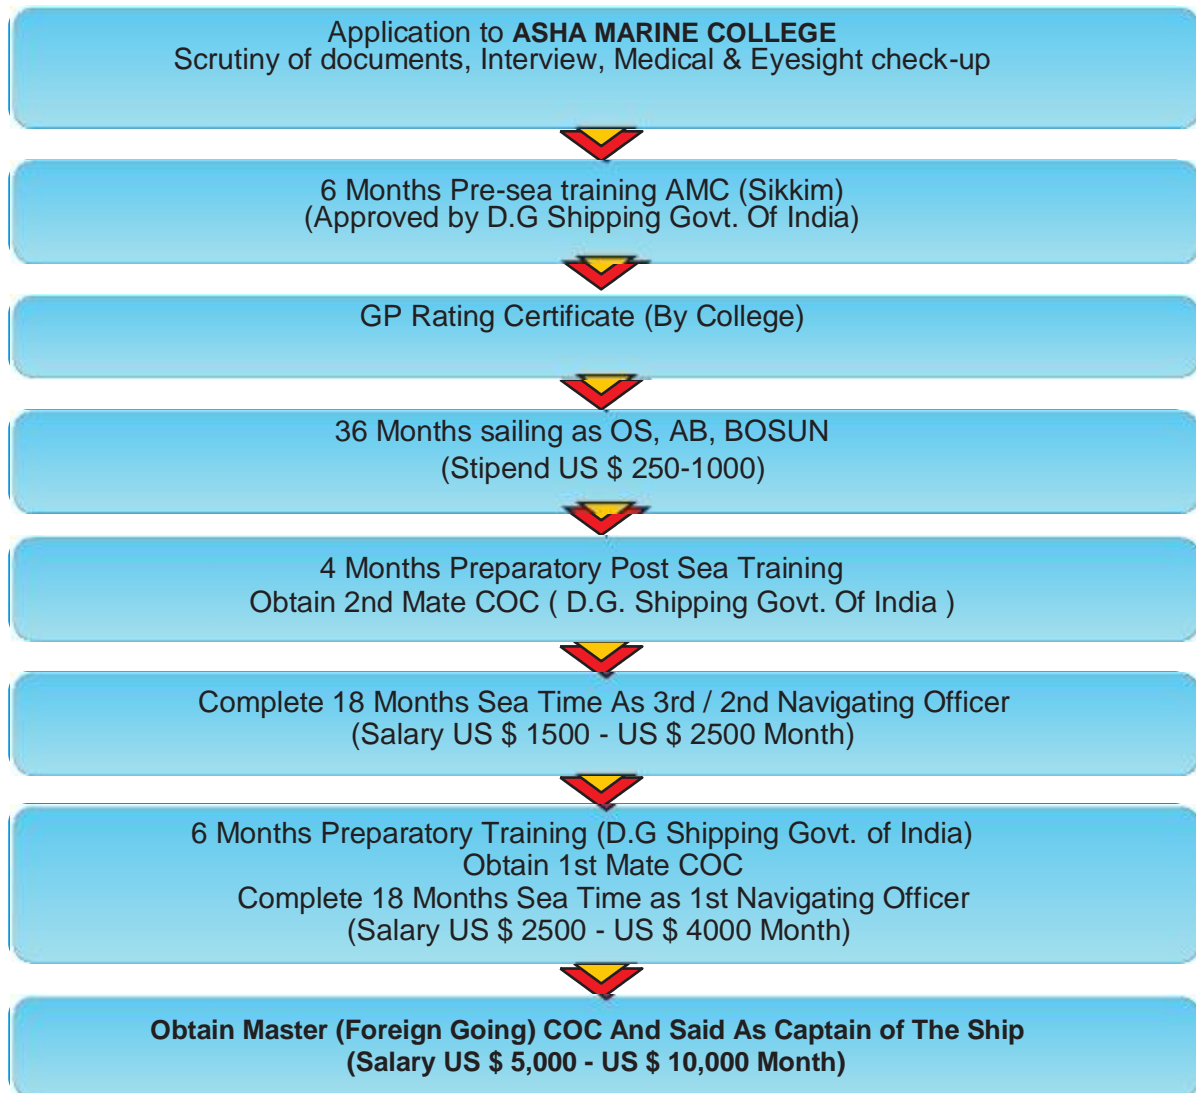 Application to ASHA MARINE COLLEGE
Scrutiny of documents, Interview, Medical & Eyesight check-up
6 Months Pre-sea training AMC (Sikkim)
(Approved by D.G Shipping Govt. Of India)
GP Rating Certificate (By College)
36 Months sailing as OS, AB, BOSUN
(Stipend US $ 250-1000)
4 Months Preparatory Post Sea Training
Obtain 2nd Mate COC ( D.G. Shipping Govt. Of India )
Complete 18 Months Sea Time As 3rd / 2nd Navigating Officer
(Salary US $ 1500 - US $ 2500 Month)
6 Months Preparatory Training (D.G Shipping Govt. of India)
Obtain 1st Mate COC
Complete 18 Months Sea Time as 1st Navigating Officer
(Salary US $ 2500 - US $ 4000 Month)
Obtain Master (Foreign Going) COC And Said As Captain of The Ship
(Salary US $ 5,000 - US $ 10,000 Month)